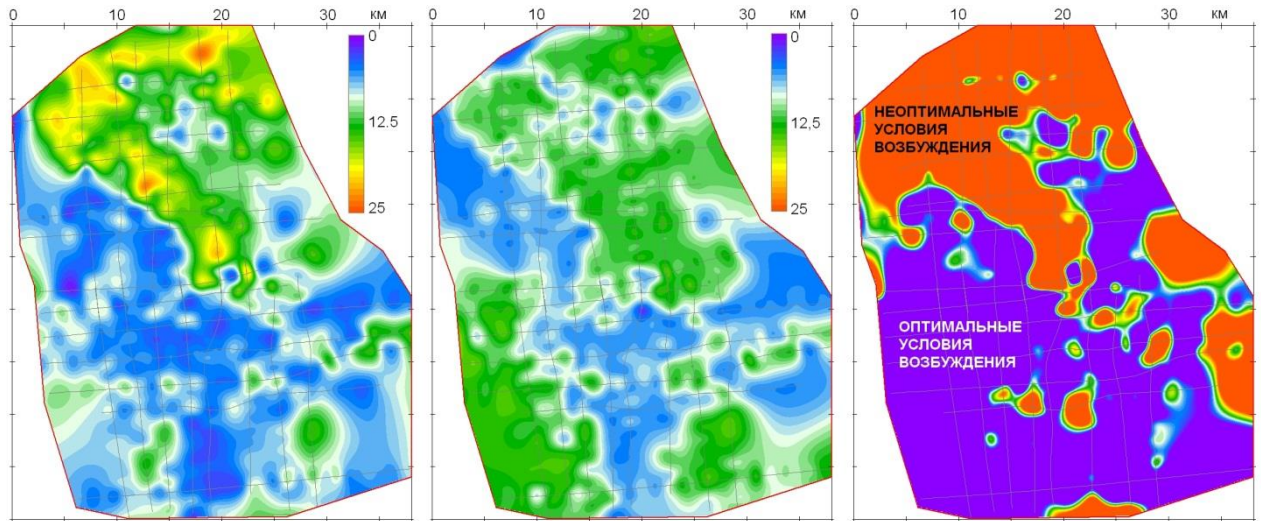 0 10 20 30 км
0
12.5
25
0 10 20 30 км
0
12,5
25
0 10 20 30 км
НЕОПТИМАЛЬНЫЕ
УСЛОВИЯ
ВОЗБУЖДЕНИЯ
ОПТИМАЛЬНЫЕ
УСЛОВИЯ
ВОЗБУЖДЕНИЯ